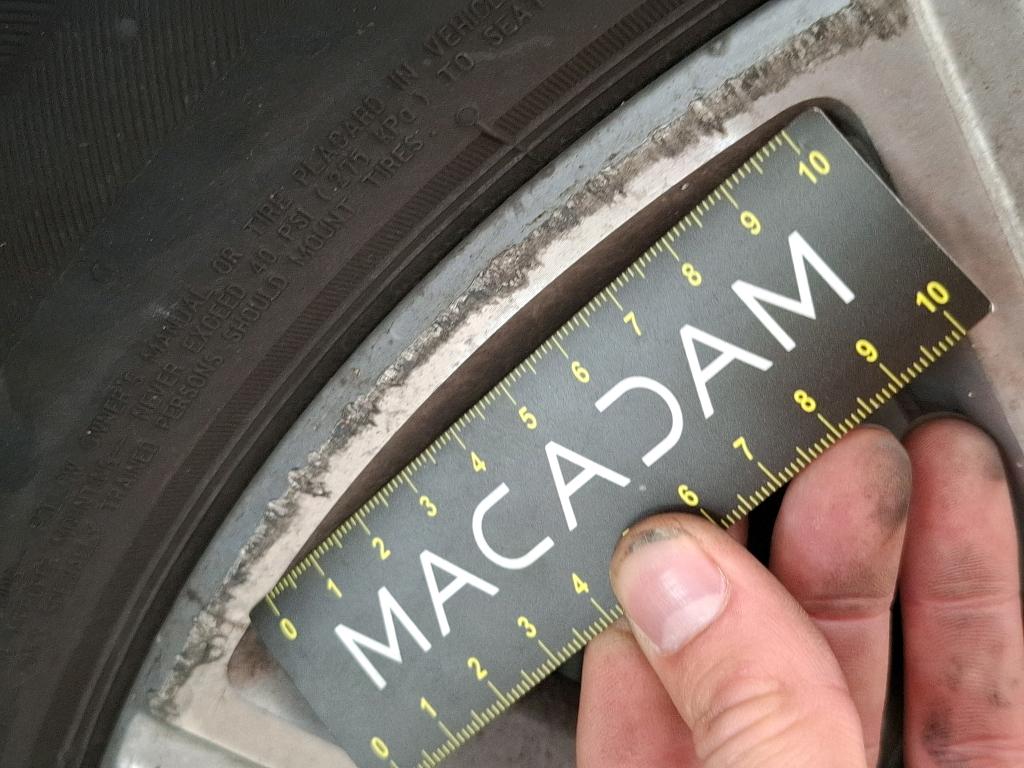 OR TIRE PLACARD IN VEHICLE
OWNER'S MANUAL
NEVER EXCEED 40 PSI (275 KPa) TO SEAT
PERSONS SHOULD MOUNT TIRES.
TRAINED
0 1 2 3 4 5 6 7 8 9 10
MACADAM
0 1 2 3 4 6 7 8 9 10